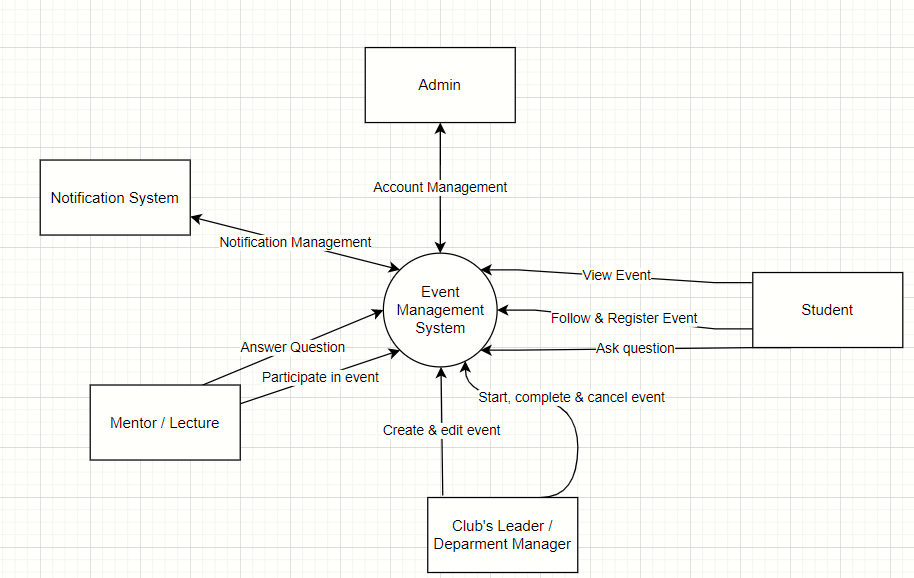 Admin
Account Management
Notification System
Notification Management
Event
Management
System
View Event
Student
Follow & Register Event
Ask question
Answer Question
Participate in event
Mentor / Lecture
Start, complete & cancel event
Create & edit event
Club's Leader /
Deparment Manager